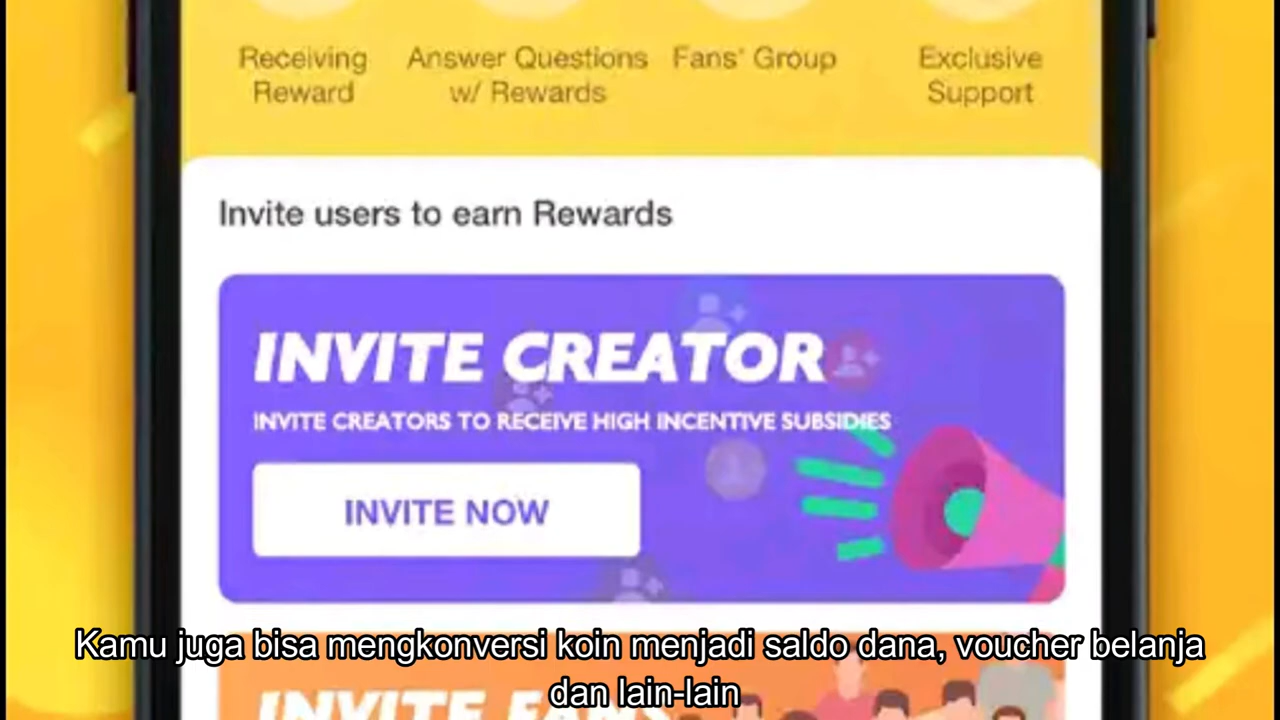 Receiving Answer Questions Fans' Group Exclusive
Reward w/ Rewards Support
Invite users to earn Rewards
INVITE CREATOR
INVITE CREATORS TO RECEIVE HIGH INCENTIVE SUBSIDIES
INVITE NOW
Kamu juga bisa mengkonversi koin menjadi saldo dana, voucher belanja
dan lain-lain
INVITE FANS